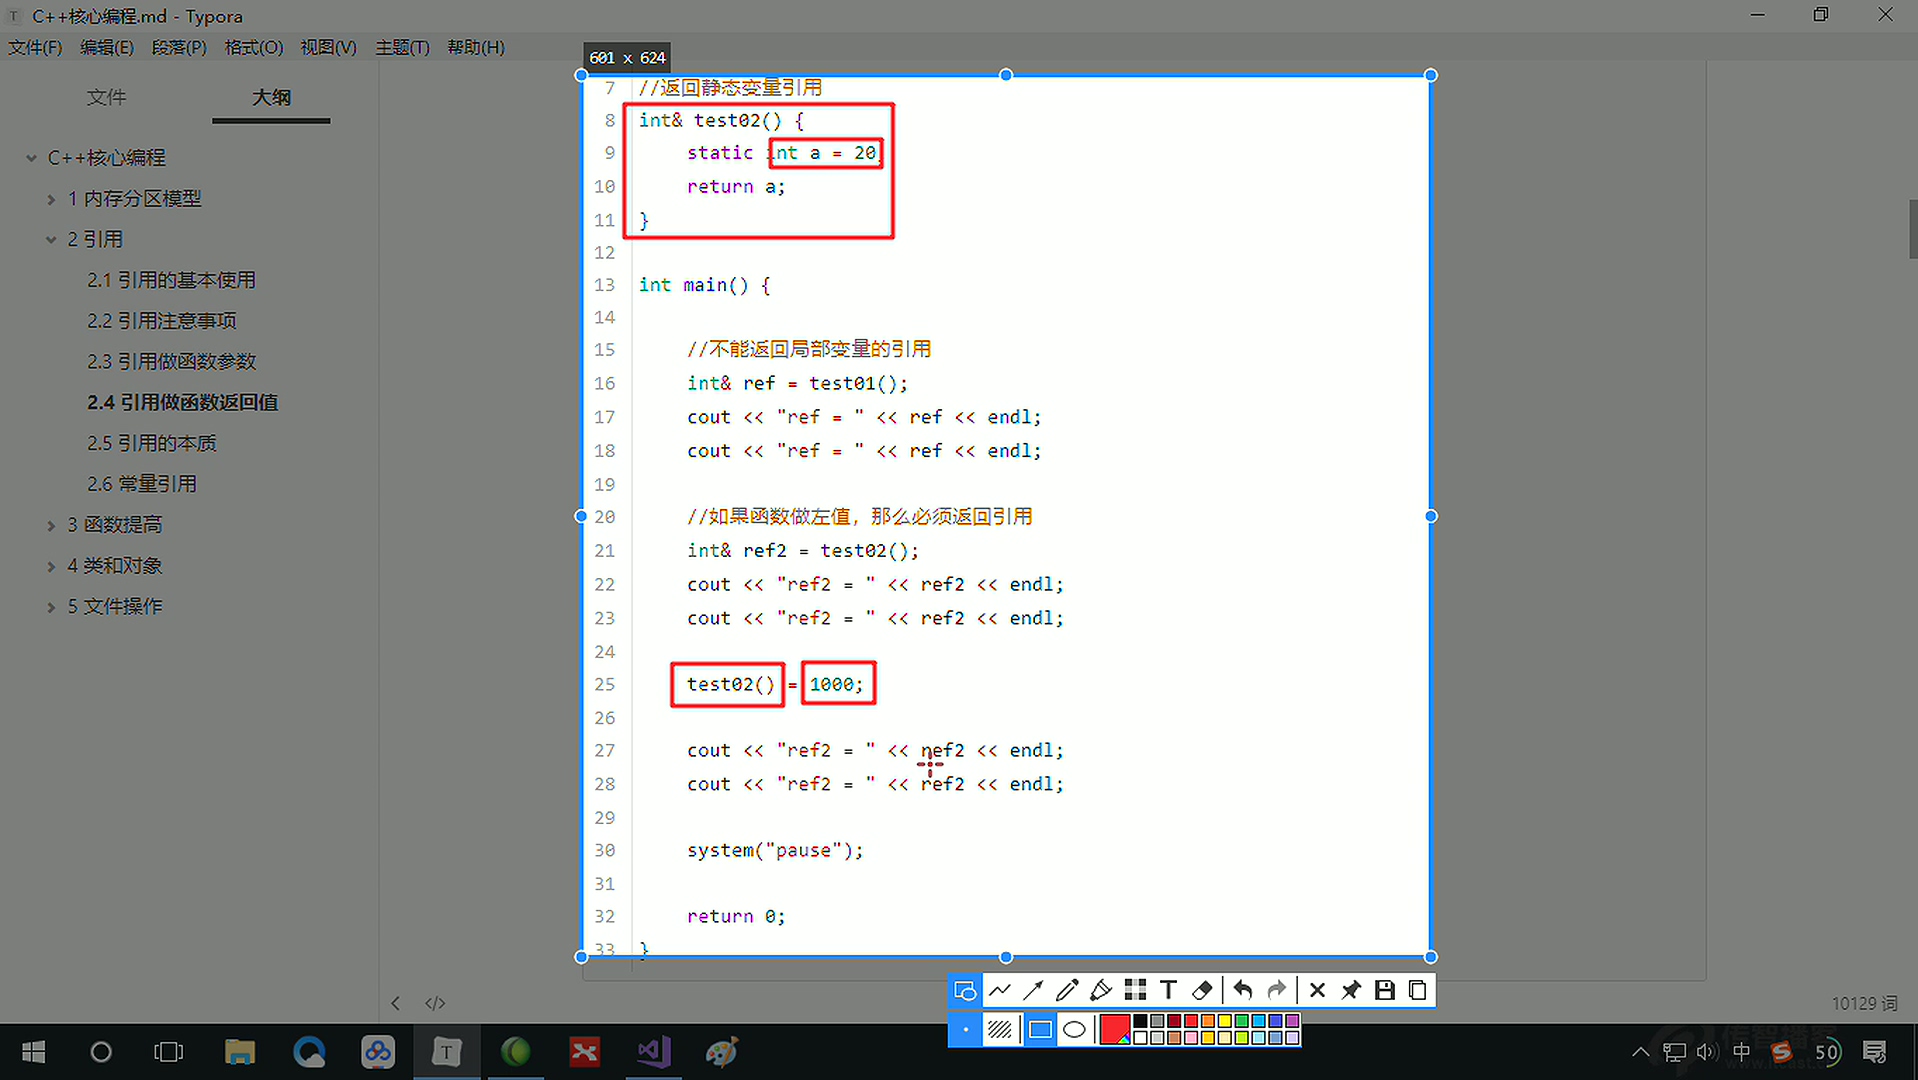 C++核心编程.md - Typora
文件(F) 编辑(E) 段落(P) 格式(O) 视图(V) 主题(T) 帮助(H)
601 x 624
文件 大纲
C++核心编程
1 内存分区模型
2 引用
2.1 引用的基本使用
2.2 引用注意事项
2.3 引用做函数参数
2.4 引用做函数返回值
2.5 引用的本质
2.6 常量引用
3 函数提高
4 类和对象
5 文件操作
7 //返回静态变量引用
8 int& test02() {
9 static int a = 20;
10 return a;
11 }
12
13 int main() {
14
15 //不能返回局部变量的引用
16 int& ref = test01();
17 cout << "ref = " << ref << endl;
18 cout << "ref = " << ref << endl;
19
20 //如果函数做左值，那么必须返回引用
21 int& ref2 = test02();
22 cout << "ref2 = " << ref2 << endl;
23 cout << "ref2 = " << ref2 << endl;
24
25 test02() = 1000;
26
27 cout << "ref2 = " << ref2 << endl;
28 cout << "ref2 = " << ref2 << endl;
29
30 system("pause");
31
32 return 0;
33 }
10129 词
中 50